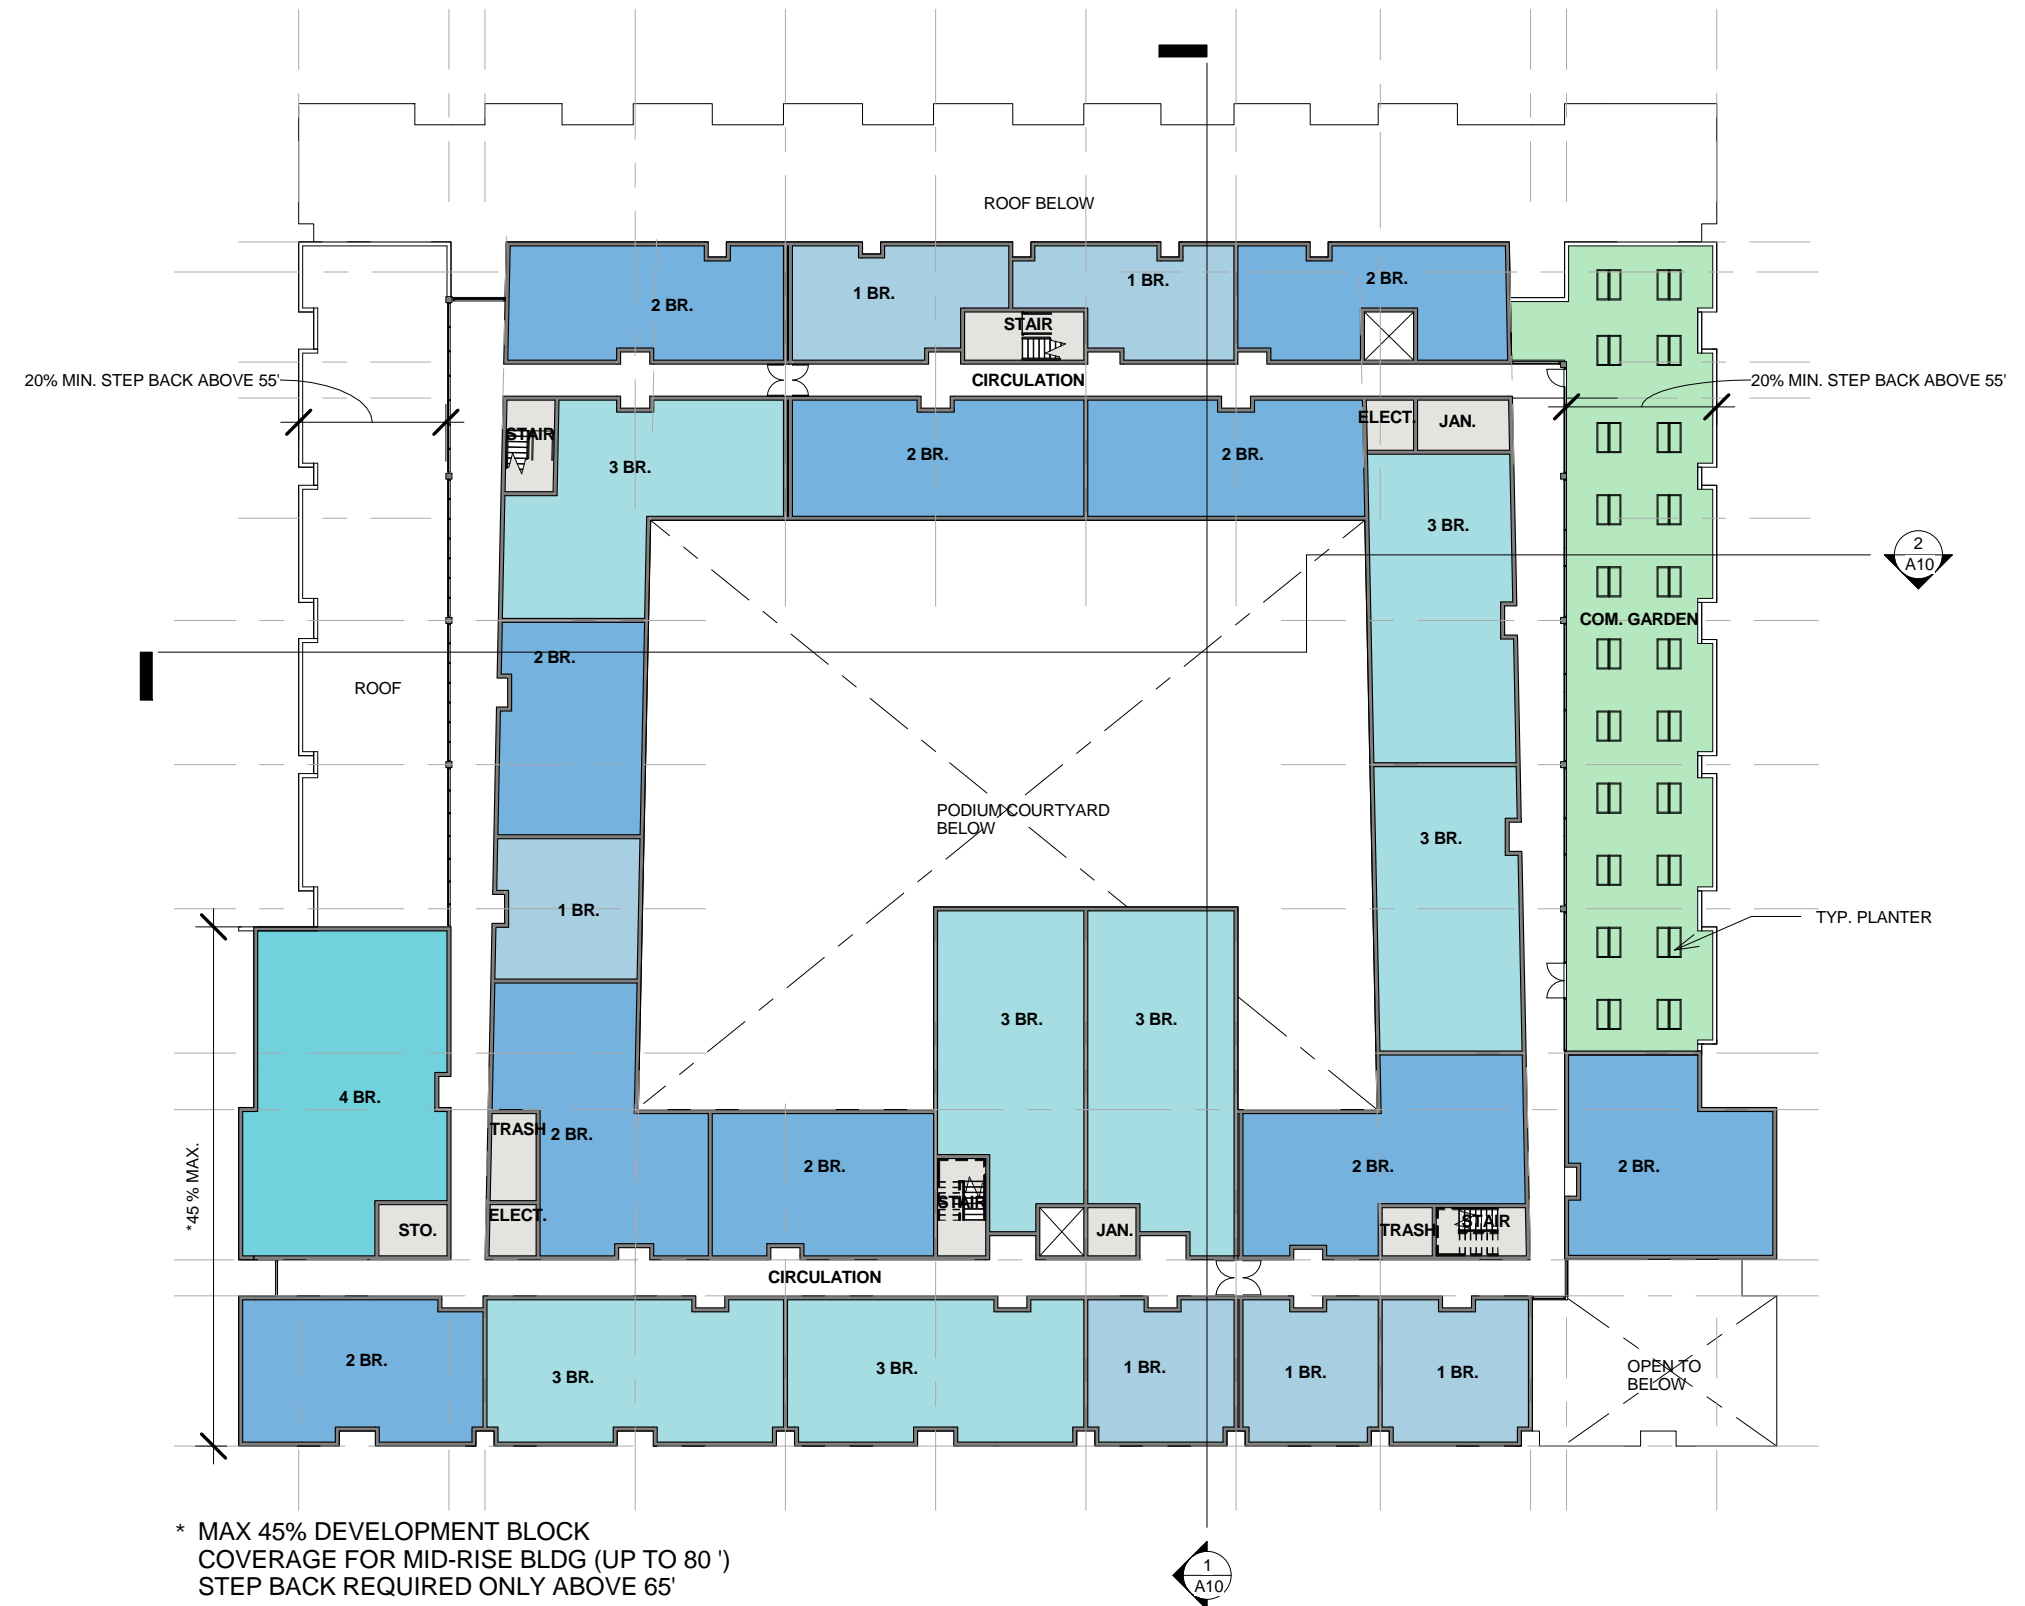 ROOF BELOW
2 BR.
1 BR.
1 BR.
2 BR.
STAIR
20% MIN. STEP BACK ABOVE 55'
CIRCULATION
20% MIN. STEP BACK ABOVE 55'
STAIR
3 BR.
2 BR.
2 BR.
ELECT.
JAN.
3 BR.
2
A10
COM. GARDEN
2 BR.
ROOF
PODIUM COURTYARD
BELOW
3 BR.
1 BR.
TYP. PLANTER
3 BR.
3 BR.
4 BR.
TRASH
2 BR.
2 BR.
2 BR.
2 BR.
*45 % MAX.
STAIR
ELECT.
STO.
JAN.
TRASH
STAIR
CIRCULATION
2 BR.
3 BR.
3 BR.
1 BR.
1 BR.
1 BR.
OPEN TO
BELOW
* MAX 45% DEVELOPMENT BLOCK
COVERAGE FOR MID-RISE BLDG (UP TO 80 ')
STEP BACK REQUIRED ONLY ABOVE 65'
1
A10